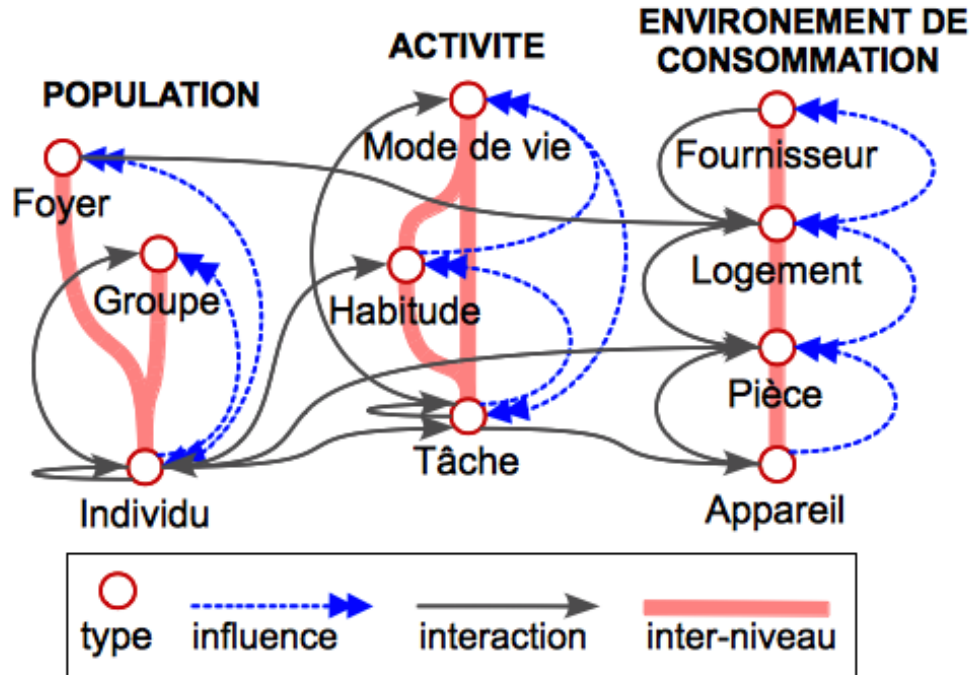 POPULATION
ACTIVITE
ENVIRONEMENT DE
CONSOMMATION
Foyer
Groupe
Individu
Mode de vie
Habitude
Tâche
Fournisseur
Logement
Pièce
Appareil
type
influence
interaction
inter-niveau